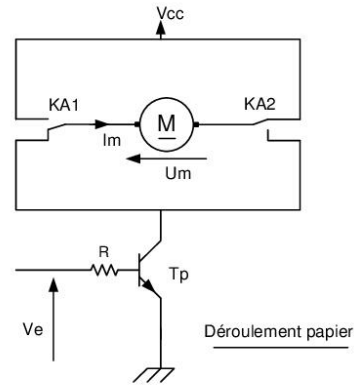 Vcc
KA1
KA2
M
Im
Um
R
Tp
Ve
Déroulement papier